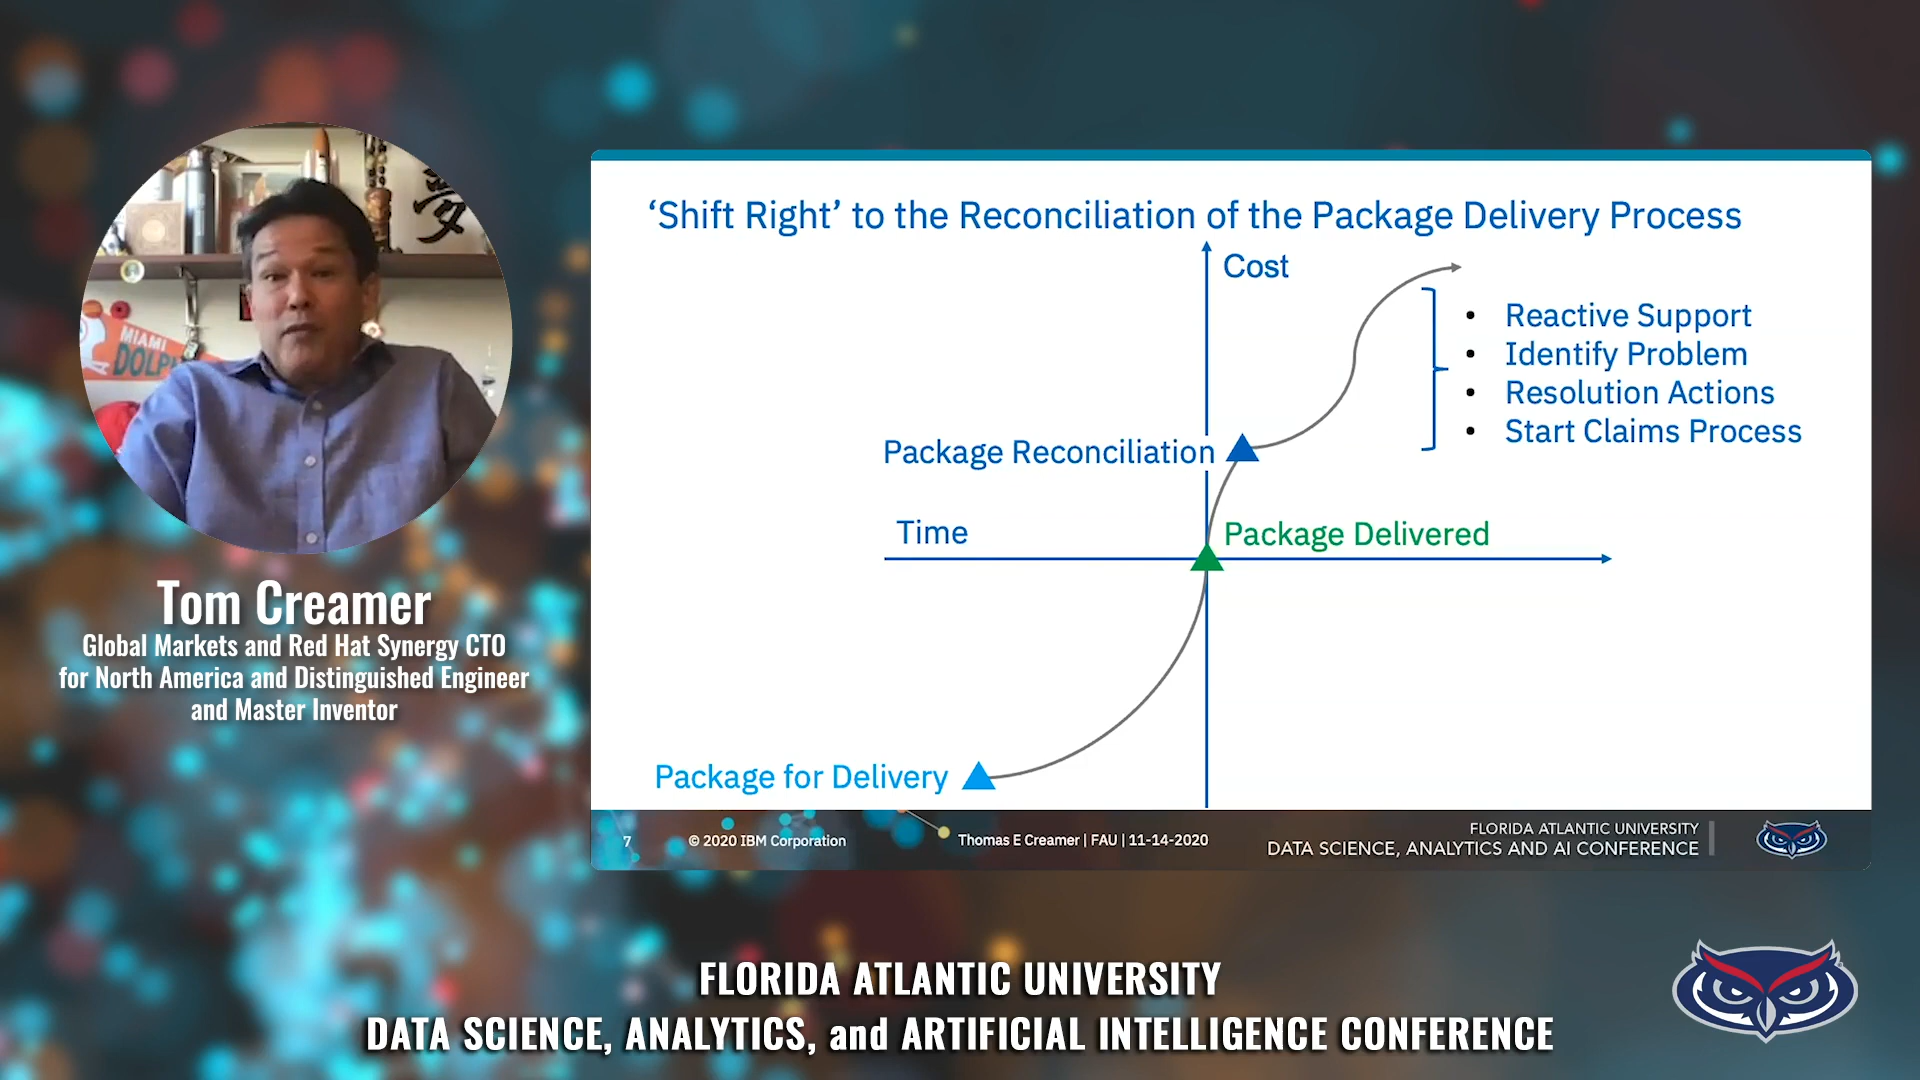 夢
MIAMI
Tom Creamer
Global Markets and Red Hat Synergy CTO
for North America and Distinguished Engineer
and Master Inventor
‘Shift Right’ to the Reconciliation of the Package Delivery Process
Cost
• Reactive Support
• Identify Problem
• Resolution Actions
• Start Claims Process
Package Reconciliation
Time
Package Delivered
Package for Delivery
7
© 2020 IBM Corporation
Thomas E Creamer | FAU | 11-14-2020
FLORIDA ATLANTIC UNIVERSITY
DATA SCIENCE, ANALYTICS AND AI CONFERENCE
FLORIDA ATLANTIC UNIVERSITY
DATA SCIENCE, ANALYTICS, and ARTIFICIAL INTELLIGENCE CONFERENCE